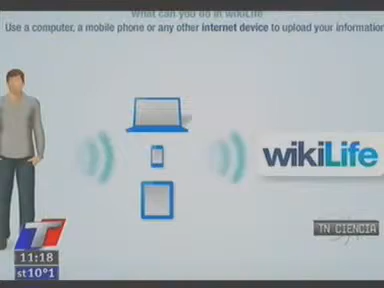 What can you do in wikiLife
Use a computer, a mobile phone or any other internet device to upload your information
wikiLife
TN CIENCIA
11:18
st 10°1